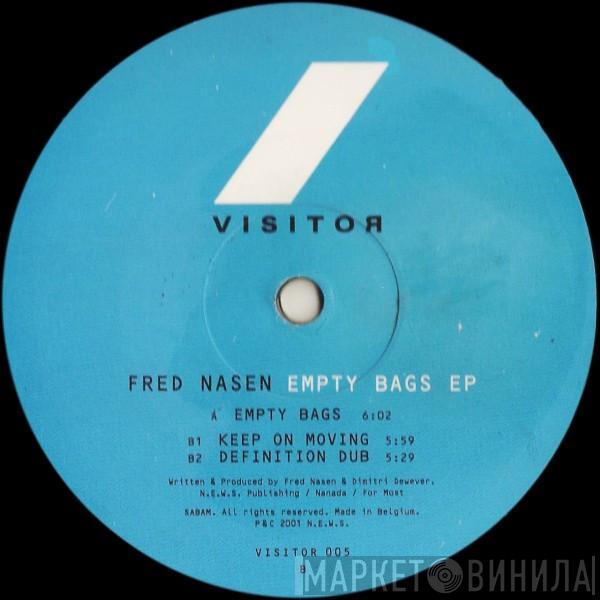 VISITOЯ
FRED NASEN EMPTY BAGS EP
A EMPTY BAGS 6:02
B1 KEEP ON MOVING 5:59
B2 DEFINITION DUB 5:29
Written & Produced by Fred Nasen & Dimitri Dewever.
N.E.W.S. Publishing / Nanada / For Most
SABAM. All rights reserved. Made in Belgium.
P&C 2001 N.E.W.S.
VISITOR 005
B
МАРКЕТ ВИНИЛА